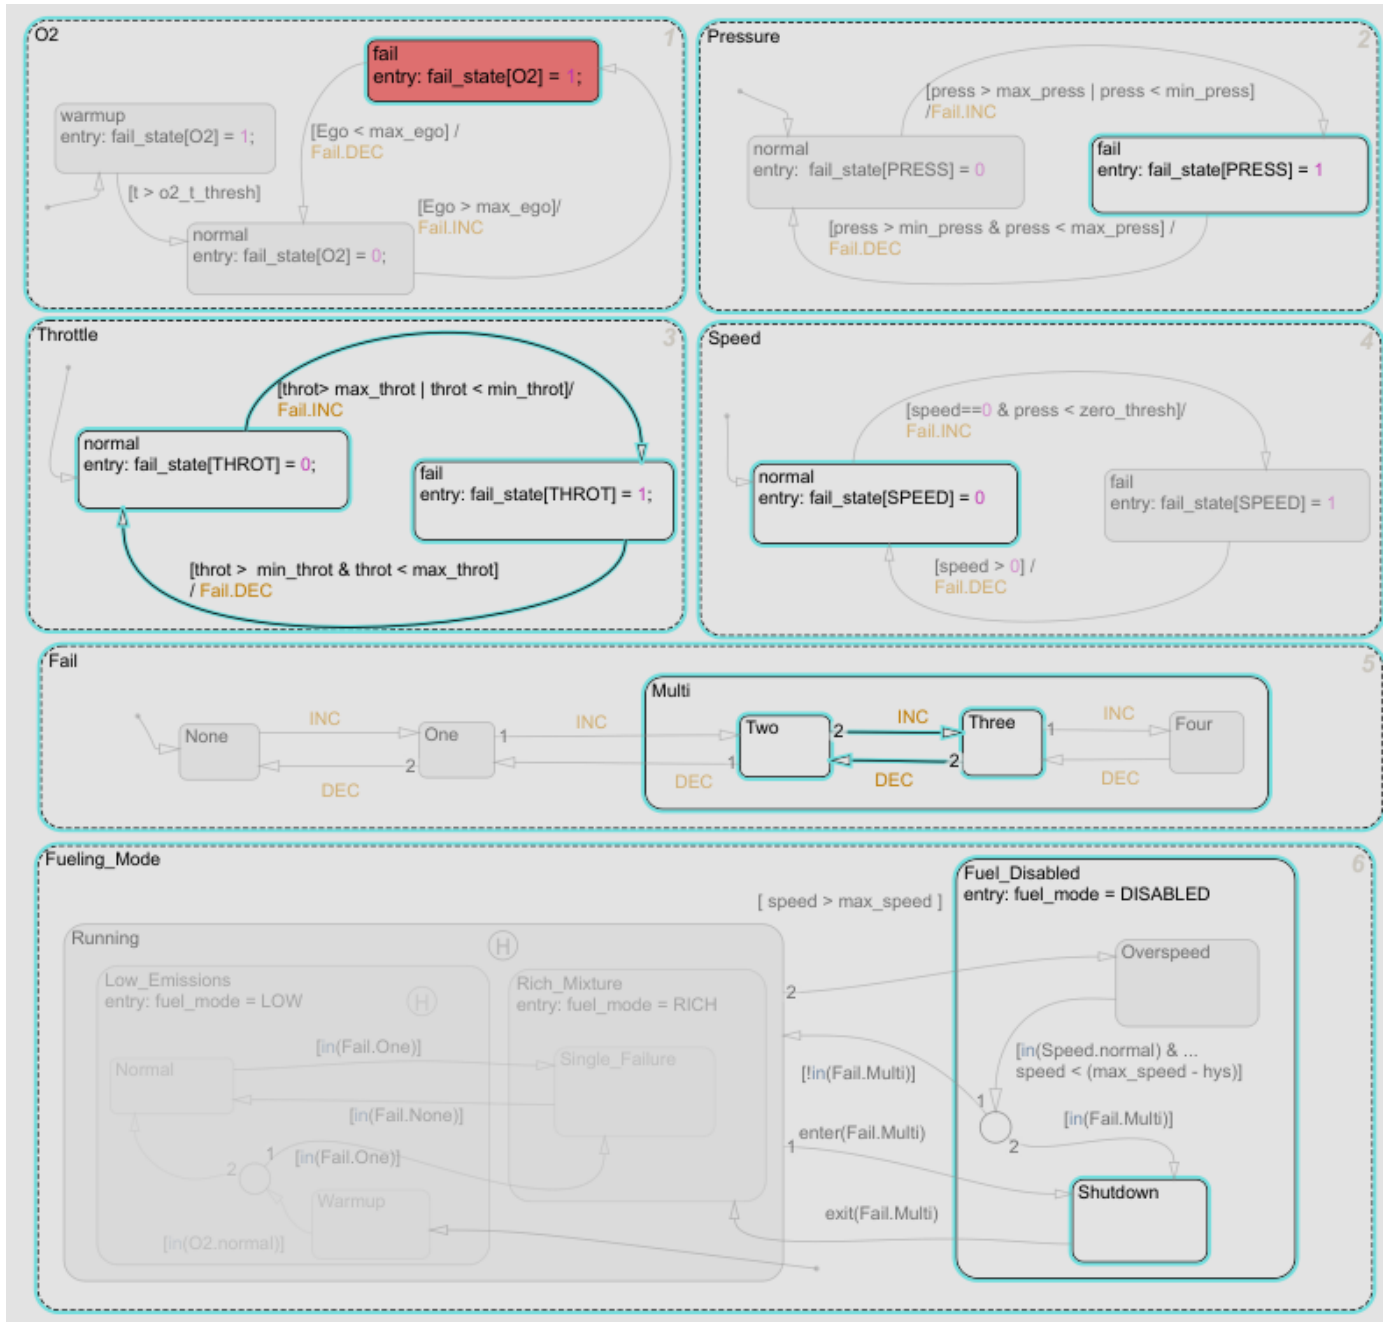 O2
1
fail
entry: fail_state[O2] = 1;
warmup
entry: fail_state[O2] = 1;
[Ego < max_ego] /
Fail.DEC
[t > o2_t_thresh]
[Ego > max_ego]/
Fail.INC
normal
entry: fail_state[O2] = 0;
Pressure
2
[press > max_press | press < min_press]
/Fail.INC
normal
entry: fail_state[PRESS] = 0
fail
entry: fail_state[PRESS] = 1
[press > min_press & press < max_press] /
Fail.DEC
Throttle
3
[throt> max_throt | throt < min_throt]/
Fail.INC
normal
entry: fail_state[THROT] = 0;
fail
entry: fail_state[THROT] = 1;
[throt > min_throt & throt < max_throt]
/ Fail.DEC
Speed
4
[speed==0 & press < zero_thresh]/
Fail.INC
normal
entry: fail_state[SPEED] = 0
fail
entry: fail_state[SPEED] = 1
[speed > 0] /
Fail.DEC
Fail
5
Multi
None
INC
DEC
One
1
2
INC
DEC
Two
2
1
INC
DEC
Three
1
2
INC
DEC
Four
Fueling_Mode
6
Fuel_Disabled
entry: fuel_mode = DISABLED
[ speed > max_speed ]
Running
H
Overspeed
Low_Emissions
entry: fuel_mode = LOW
H
Rich_Mixture
entry: fuel_mode = RICH
2
[in(Fail.One)]
Normal
Single_Failure
[in(Speed.normal) & ...
speed < (max_speed - hys)]
[!in(Fail.Multi)]
[in(Fail.None)]
1
[in(Fail.Multi)]
enter(Fail.Multi)
1
2
1
[in(Fail.One)]
2
Warmup
Shutdown
exit(Fail.Multi)
[in(O2.normal)]